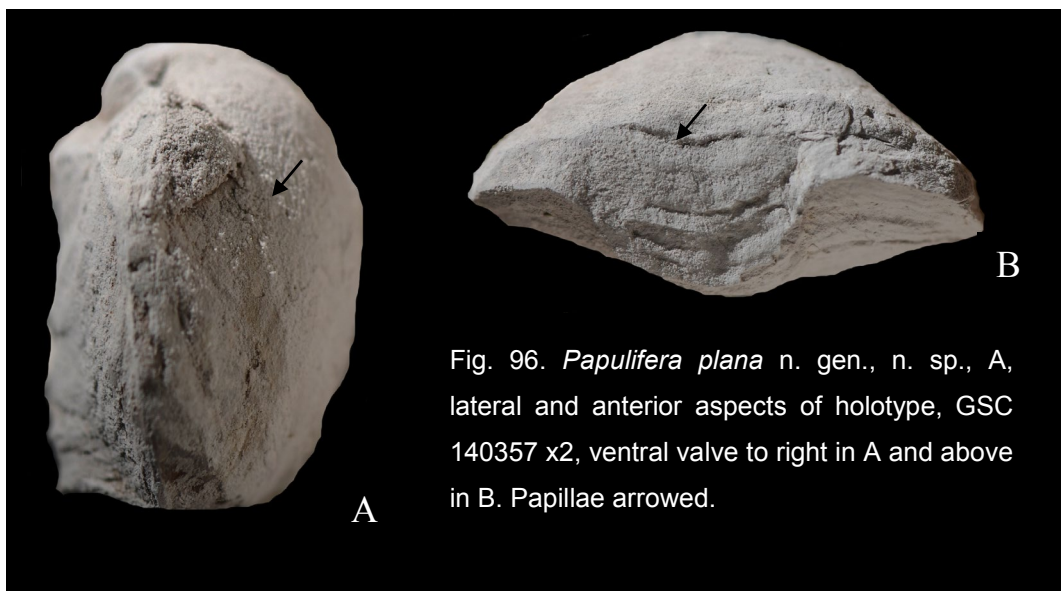 A
B
Fig. 96. Papulifera plana n. gen., n. sp., A,
lateral and anterior aspects of holotype, GSC
140357 x2, ventral valve to right in A and above
in B. Papillae arrowed.